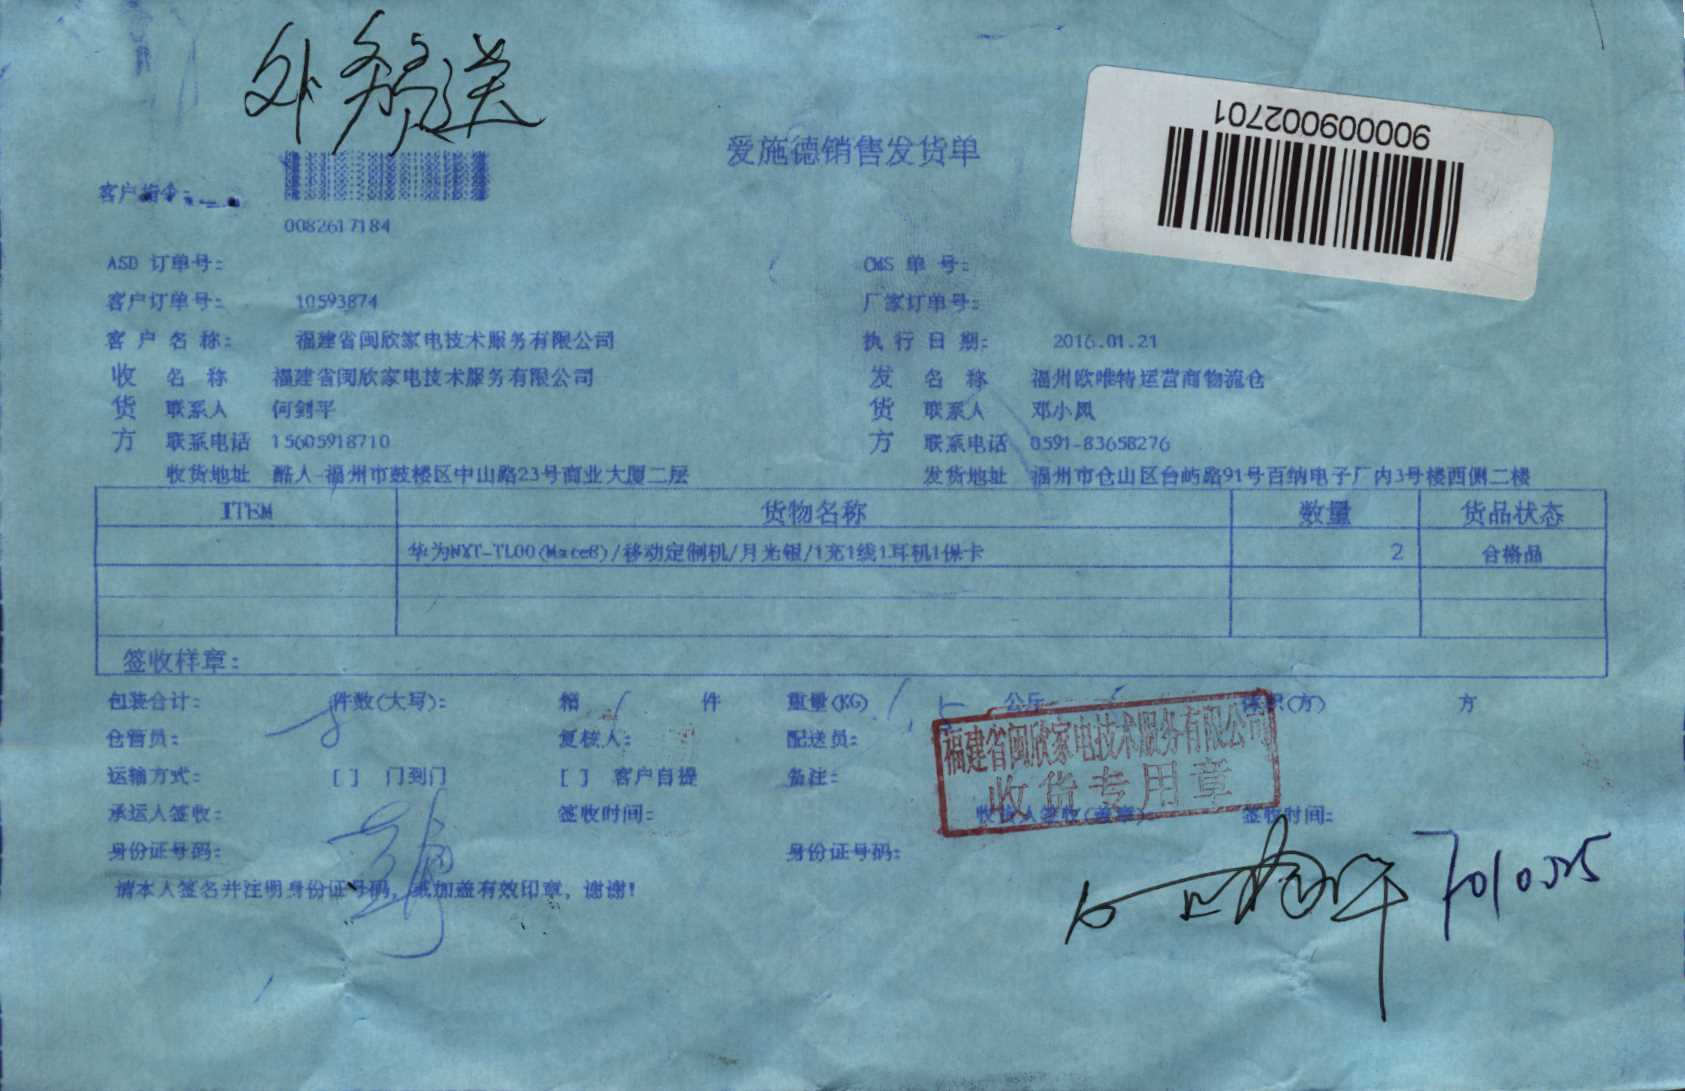 外务员送
900009002701
爱施德销售发货单
客户指令:
0082617184
ASD 订单号: CMS 单 号:
客户订单号: 10593874 厂家订单号:
客 户 名 称: 福建省闽欣家电技术服务有限公司 执 行 日 期: 2016.01.21
收 名 称 福建省闽欣家电技术服务有限公司 发 名 称 福州欧唯特运营商物流仓
货 联系人 何剑平 货 联系人 邓小凤
方 联系电话 15605918710 方 联系电话 0591-83658276
收货地址 酷人-福州市鼓楼区中山路23号商业大厦二层 发货地址 福州市仓山区台屿路91号百纳电子厂内3号楼西侧二楼
ITEM 货物名称 数量 货品状态
华为NXT-TL00(Mate8)/移动定制机/月光银/1充1线1耳机1保卡 2 合格品
签收样章:
包装合计: 件数(大写): 箱 件 重量(KG) 公斤 体积(方) 方
仓管员: 复核人: 配送员:
福建省闽欣家电技术服务有限公司
收货专用章
运输方式: [ ] 门到门 [ ] 客户自提 备注:
承运人签收: 签收时间: 收货人签收(盖章): 签收时间:
身份证号码: 身份证号码:
请本人签名并注明身份证号码, 或加盖有效印章, 谢谢!